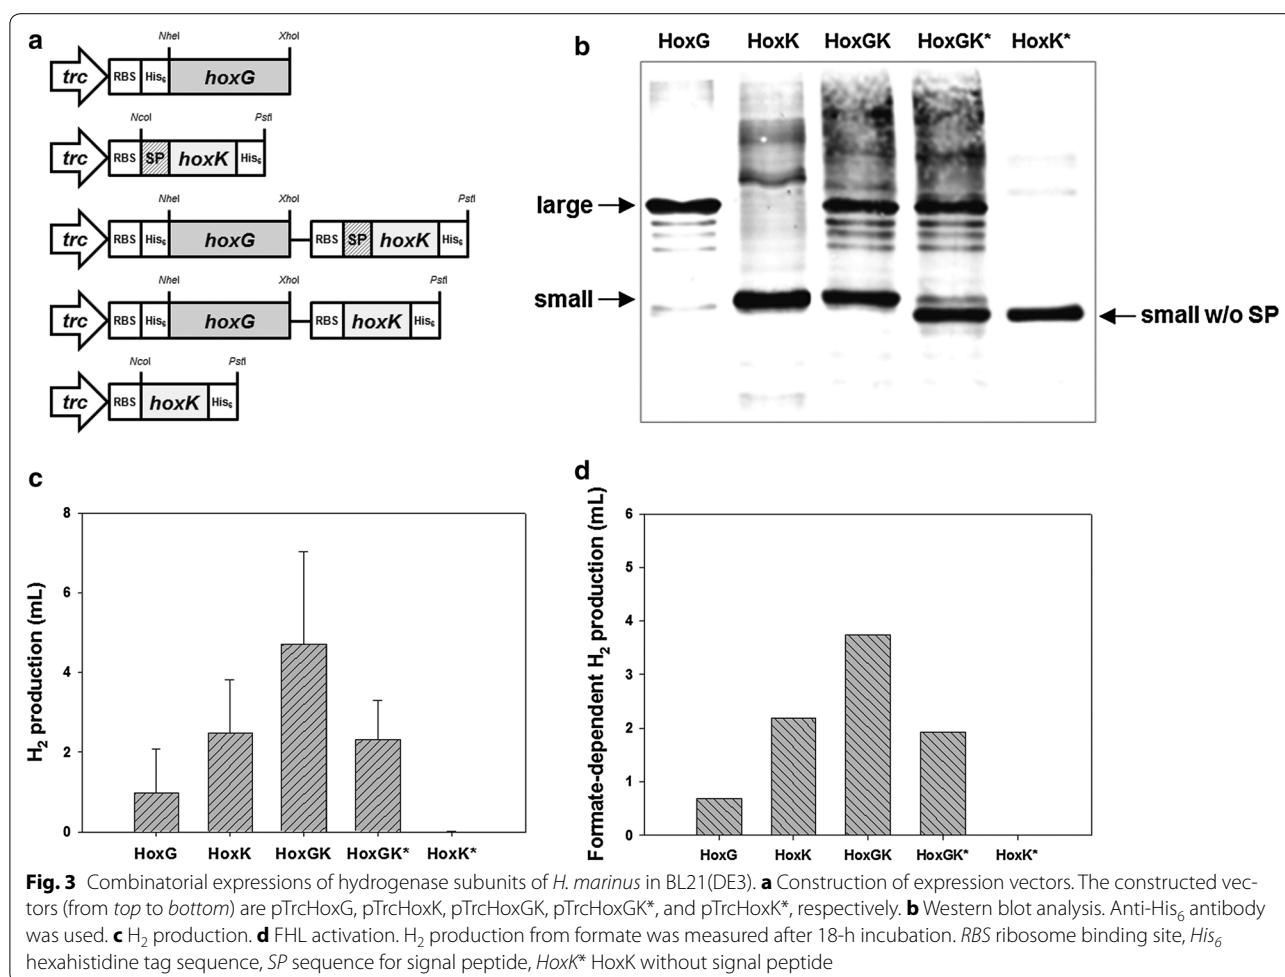 a
NheI XhoI
trc RBS His6 hoxG
NcoI PstI
trc RBS SP hoxK His6
NheI XhoI PstI
trc RBS His6 hoxG RBS SP hoxK His6
NheI XhoI PstI
trc RBS His6 hoxG RBS hoxK His6
NcoI PstI
trc RBS hoxK His6
b
HoxG HoxK HoxGK HoxGK* HoxK*
large
small
small w/o SP
c
H2 production (mL)
8
6
4
2
0
HoxG HoxK HoxGK HoxGK* HoxK*
d
Formate-dependent H2 production (mL)
6
5
4
3
2
1
0
HoxG HoxK HoxGK HoxGK* HoxK*
Fig. 3 Combinatorial expressions of hydrogenase subunits of H. marinus in BL21(DE3). a Construction of expression vectors. The constructed vec-
tors (from top to bottom) are pTrcHoxG, pTrcHoxK, pTrcHoxGK, pTrcHoxGK*, and pTrcHoxK*, respectively. b Western blot analysis. Anti-His6 antibody
was used. c H2 production. d FHL activation. H2 production from formate was measured after 18-h incubation. RBS ribosome binding site, His6
hexahistidine tag sequence, SP sequence for signal peptide, HoxK* HoxK without signal peptide